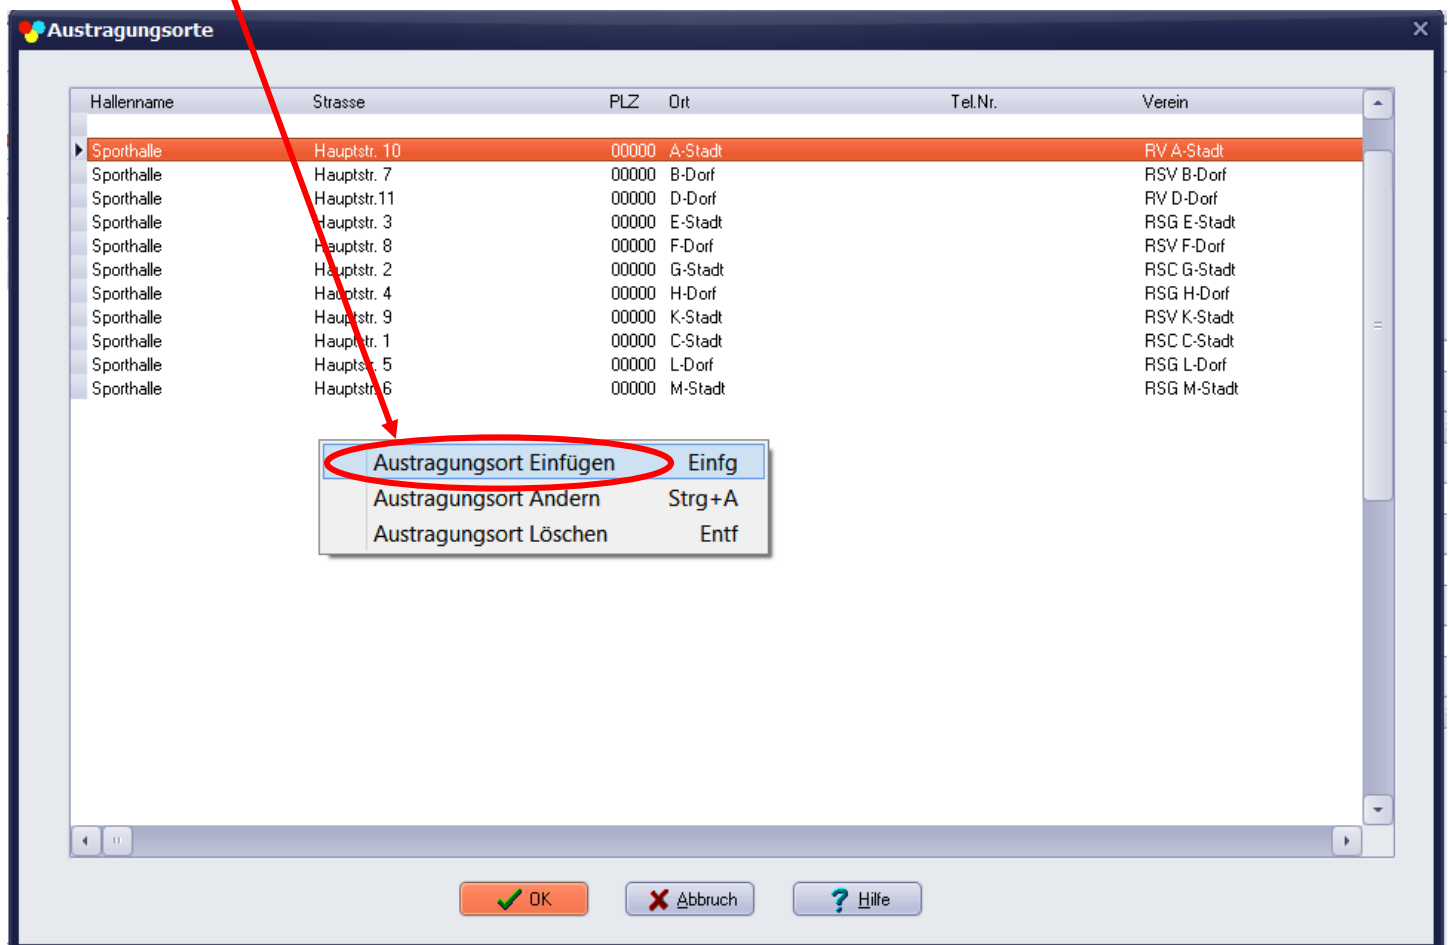 Austragungsorte
Hallenname Strasse PLZ Ort Tel.Nr. Verein
Sporthalle Hauptstr. 10 00000 A-Stadt RV A-Stadt
Sporthalle Hauptstr. 7 00000 B-Dorf RSV B-Dorf
Sporthalle Hauptstr.11 00000 D-Dorf RV D-Dorf
Sporthalle Hauptstr. 3 00000 E-Stadt RSG E-Stadt
Sporthalle Hauptstr. 8 00000 F-Dorf RSV F-Dorf
Sporthalle Hauptstr. 2 00000 G-Stadt RSC G-Stadt
Sporthalle Hauptstr. 4 00000 H-Dorf RSG H-Dorf
Sporthalle Hauptstr. 9 00000 K-Stadt RSV K-Stadt
Sporthalle Hauptstr. 1 00000 C-Stadt RSC C-Stadt
Sporthalle Hauptstr. 5 00000 L-Dorf RSG L-Dorf
Sporthalle Hauptstr. 6 00000 M-Stadt RSG M-Stadt
Austragungsort Einfügen Einfg
Austragungsort Ändern Strg+A
Austragungsort Löschen Entf
OK Abbruch Hilfe